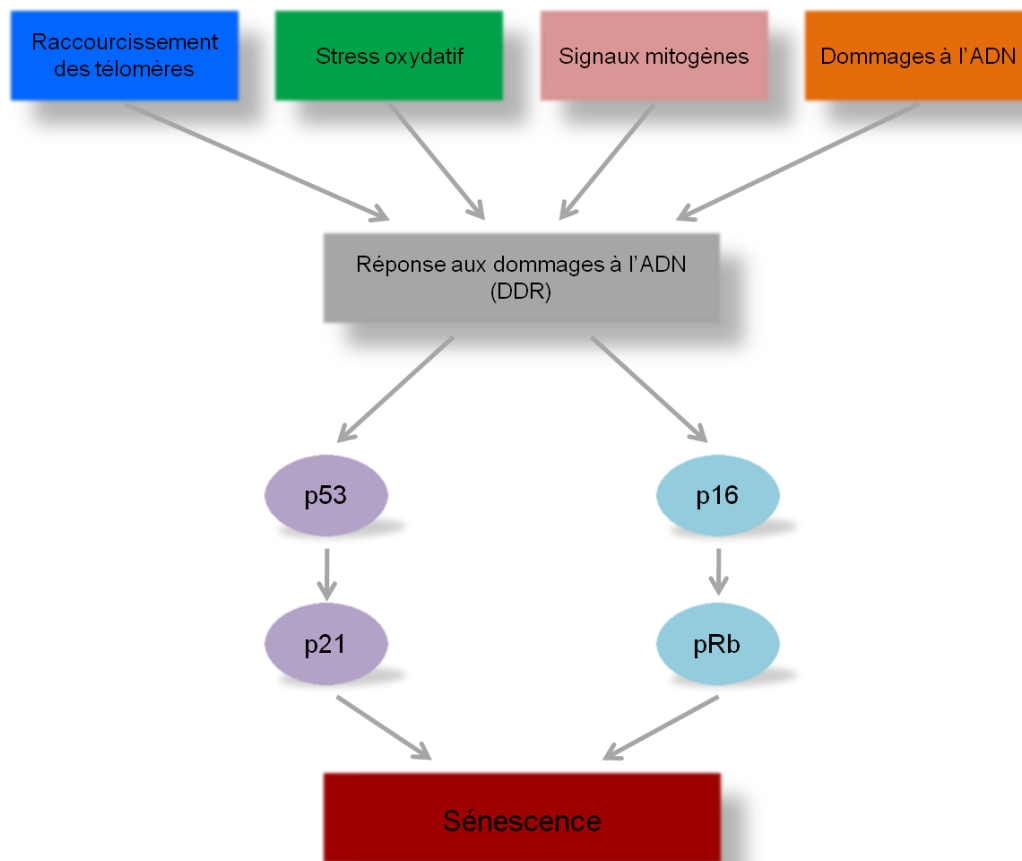 Raccourcissement
des télomères
Stress oxydatif
Signaux mitogènes
Dommages à l'ADN
Réponse aux dommages à l'ADN
(DDR)
p53
p16
p21
pRb
Sénescence